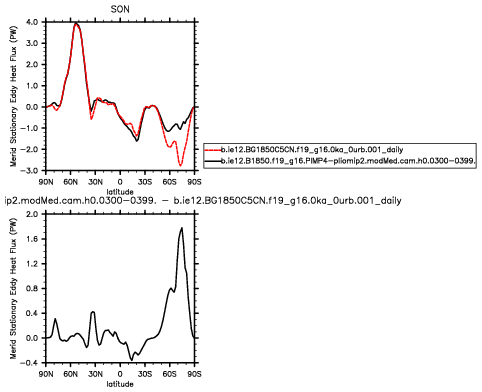 SON
Merid Stationary Eddy Heat Flux (PW)
4.0
3.0
2.0
1.0
0.0
-1.0
-2.0
-3.0
90N 60N 30N 0 30S 60S 90S
latitude
b.ie12.BG1850C5CN.f19_g16.0ka_0urb.001_daily
b.ie12.B1850.f19_g16.PIMP4-pliomip2.modMed.cam.h0.0300-0399.
ip2.modMed.cam.h0.0300-0399. - b.ie12.BG1850C5CN.f19_g16.0ka_0urb.001_daily
Merid Stationary Eddy Heat Flux (PW)
2.0
1.6
1.2
0.8
0.4
0.0
-0.4
90N 60N 30N 0 30S 60S 90S
latitude